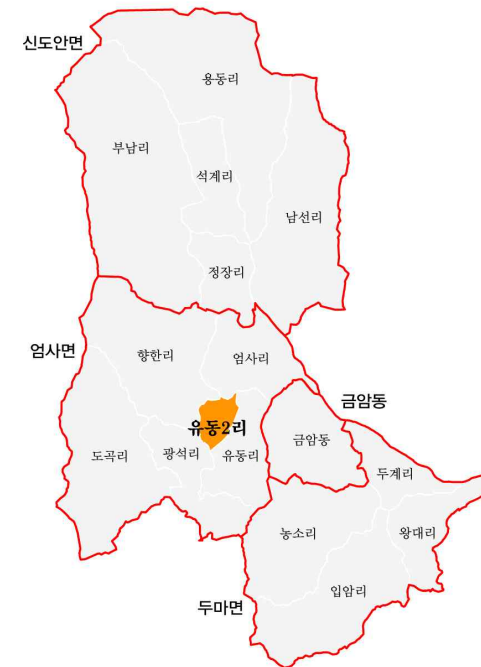 신도안면
용동리
부남리
석계리
남선리
정장리
엄사면
향한리
엄사리
금암동
유동2리
도곡리
광석리
유동리
금암동
두계리
농소리
왕대리
입암리
두마면